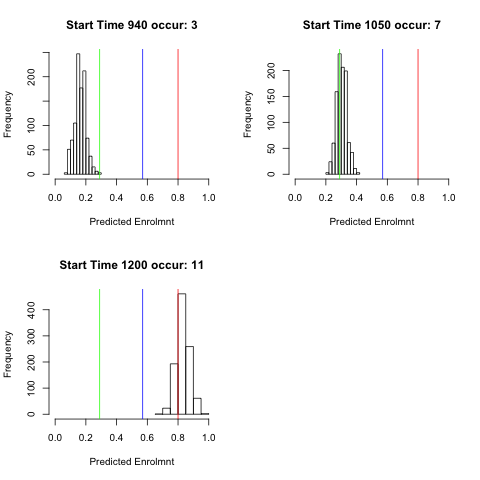 Start Time 940 occur: 3
Frequency
0 50 100 200
0.0 0.2 0.4 0.6 0.8 1.0
Predicted Enrolmnt
Start Time 1050 occur: 7
Frequency
0 50 100 150 200
0.0 0.2 0.4 0.6 0.8 1.0
Predicted Enrolmnt
Start Time 1200 occur: 11
Frequency
0 100 200 300 400
0.0 0.2 0.4 0.6 0.8 1.0
Predicted Enrolmnt